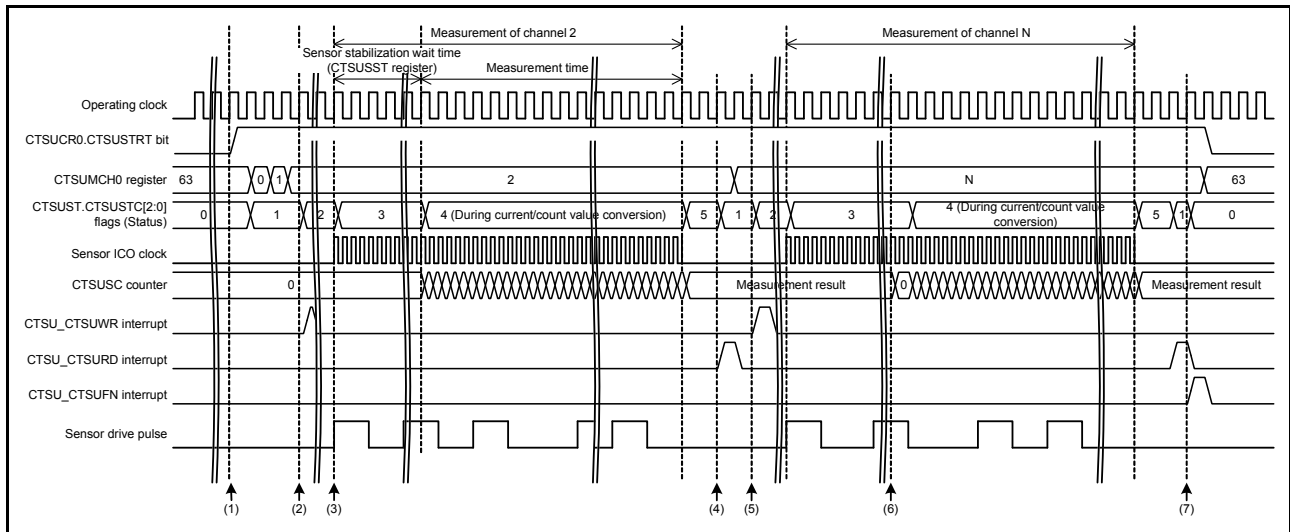 Measurement of channel 2
Measurement of channel N
Sensor stabilization wait time
(CTSUSST register)
Measurement time
Operating clock
CTSUCR0.CTSUSTRT bit
CTSUMCH0 register
63
0
1
2
N
63
CTSUST.CTSUSTC[2:0]
flags (Status)
0
1
2
3
4 (During current/count value conversion)
5
1
2
3
4 (During current/count value
conversion)
5
1
0
Sensor ICO clock
CTSUSC counter
0
Measurement result
0
Measurement result
CTSU_CTSUWR interrupt
CTSU_CTSURD interrupt
CTSU_CTSUFN interrupt
Sensor drive pulse
(1)
(2)
(3)
(4)
(5)
(6)
(7)